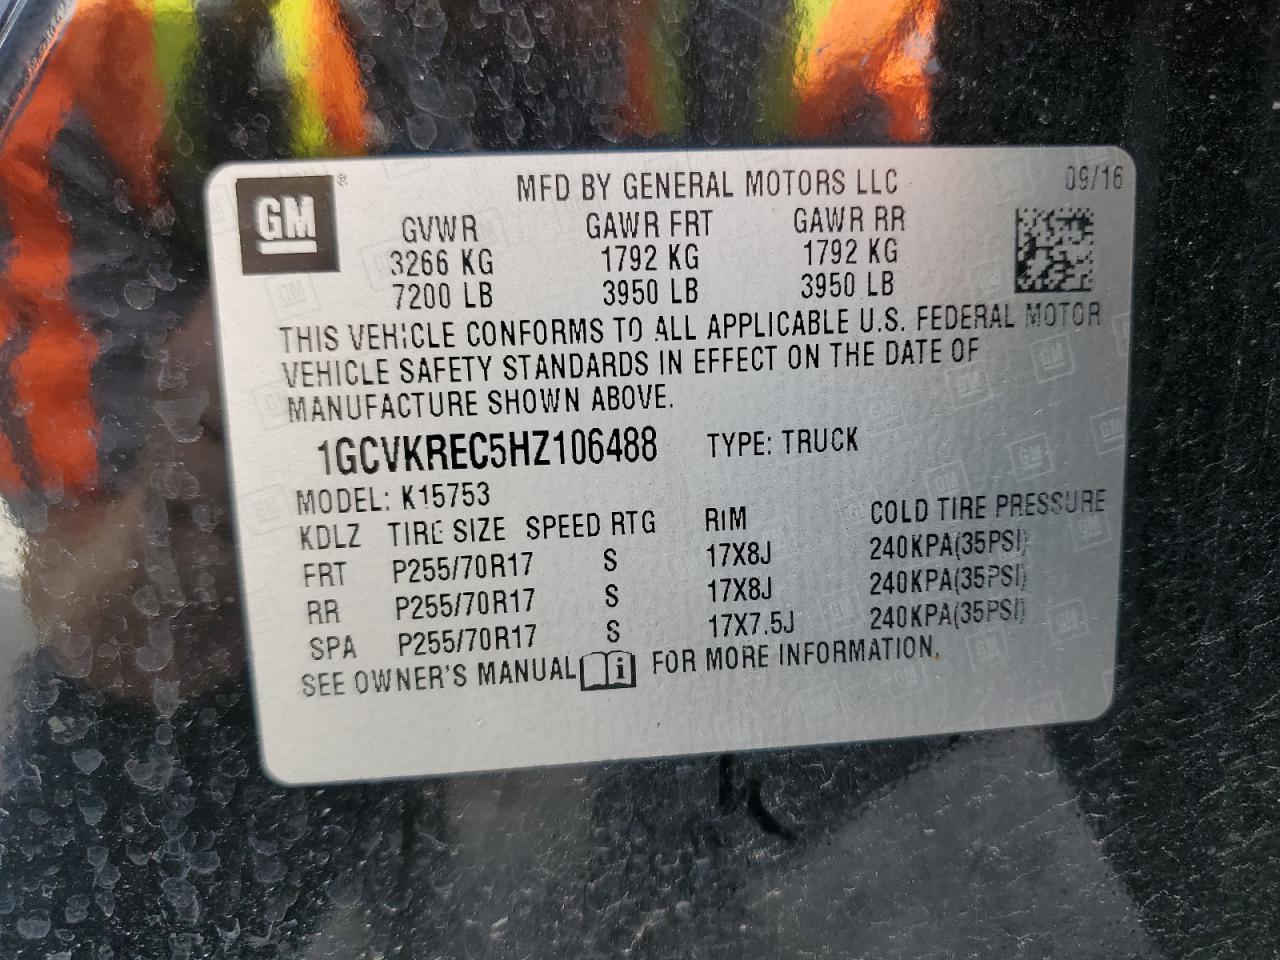 GM ® MFD BY GENERAL MOTORS LLC 09/16
GVWR GAWR FRT GAWR RR
3266 KG 1792 KG 1792 KG
7200 LB 3950 LB 3950 LB
THIS VEHICLE CONFORMS TO ALL APPLICABLE U.S. FEDERAL MOTOR
VEHICLE SAFETY STANDARDS IN EFFECT ON THE DATE OF
MANUFACTURE SHOWN ABOVE.
1GCVKREC5HZ106488 TYPE: TRUCK
MODEL: K15753
KDLZ TIRE SIZE SPEED RTG RIM COLD TIRE PRESSURE
FRT P255/70R17 S 17X8J 240KPA(35PSI)
RR P255/70R17 S 17X8J 240KPA(35PSI)
SPA P255/70R17 S 17X7.5J 240KPA(35PSI)
SEE OWNER'S MANUAL i FOR MORE INFORMATION.